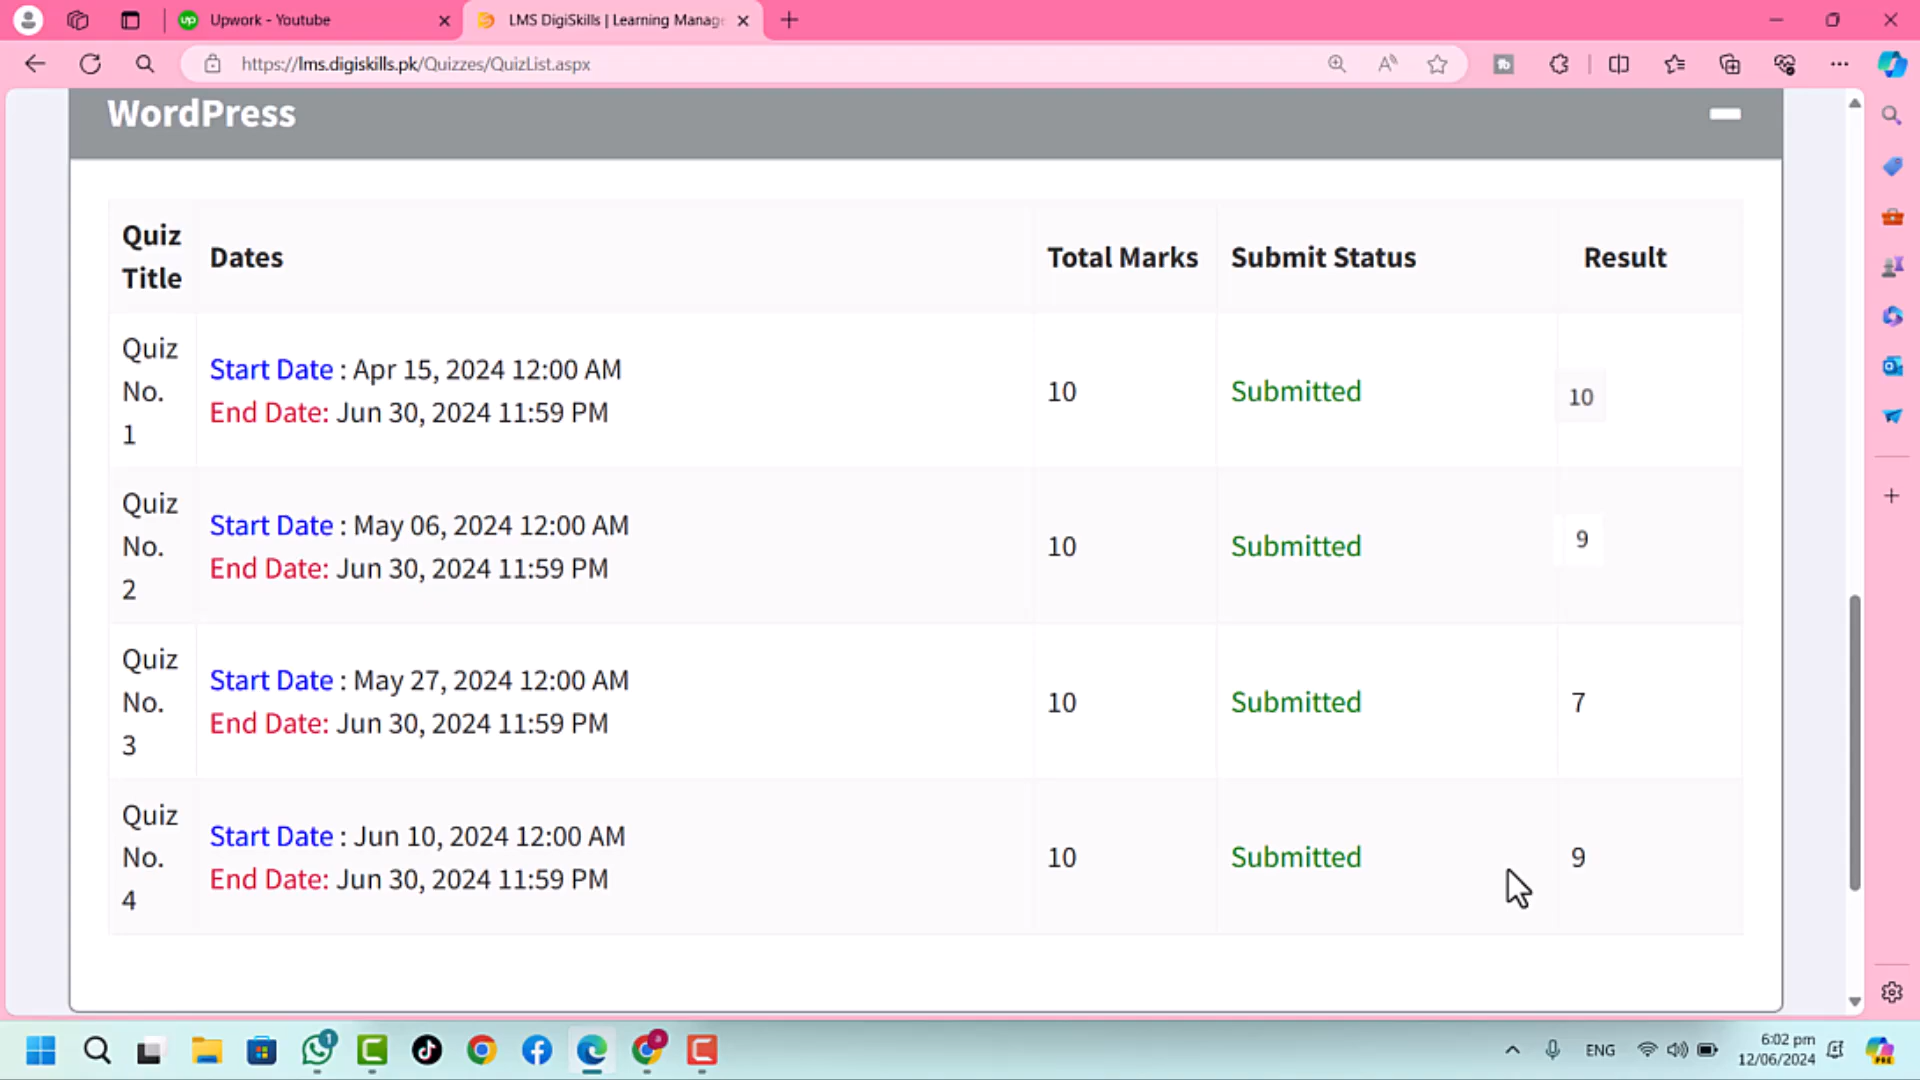 up Upwork - Youtube
LMS DigiSkills | Learning Manage
https://lms.digiskills.pk/Quizzes/QuizList.aspx
WordPress
Quiz Title Dates Total Marks Submit Status Result
Quiz No. 1
Start Date : Apr 15, 2024 12:00 AM
End Date: Jun 30, 2024 11:59 PM
10 Submitted 10
Quiz No. 2
Start Date : May 06, 2024 12:00 AM
End Date: Jun 30, 2024 11:59 PM
10 Submitted 9
Quiz No. 3
Start Date : May 27, 2024 12:00 AM
End Date: Jun 30, 2024 11:59 PM
10 Submitted 7
Quiz No. 4
Start Date : Jun 10, 2024 12:00 AM
End Date: Jun 30, 2024 11:59 PM
10 Submitted 9
ENG
6:02 pm
12/06/2024